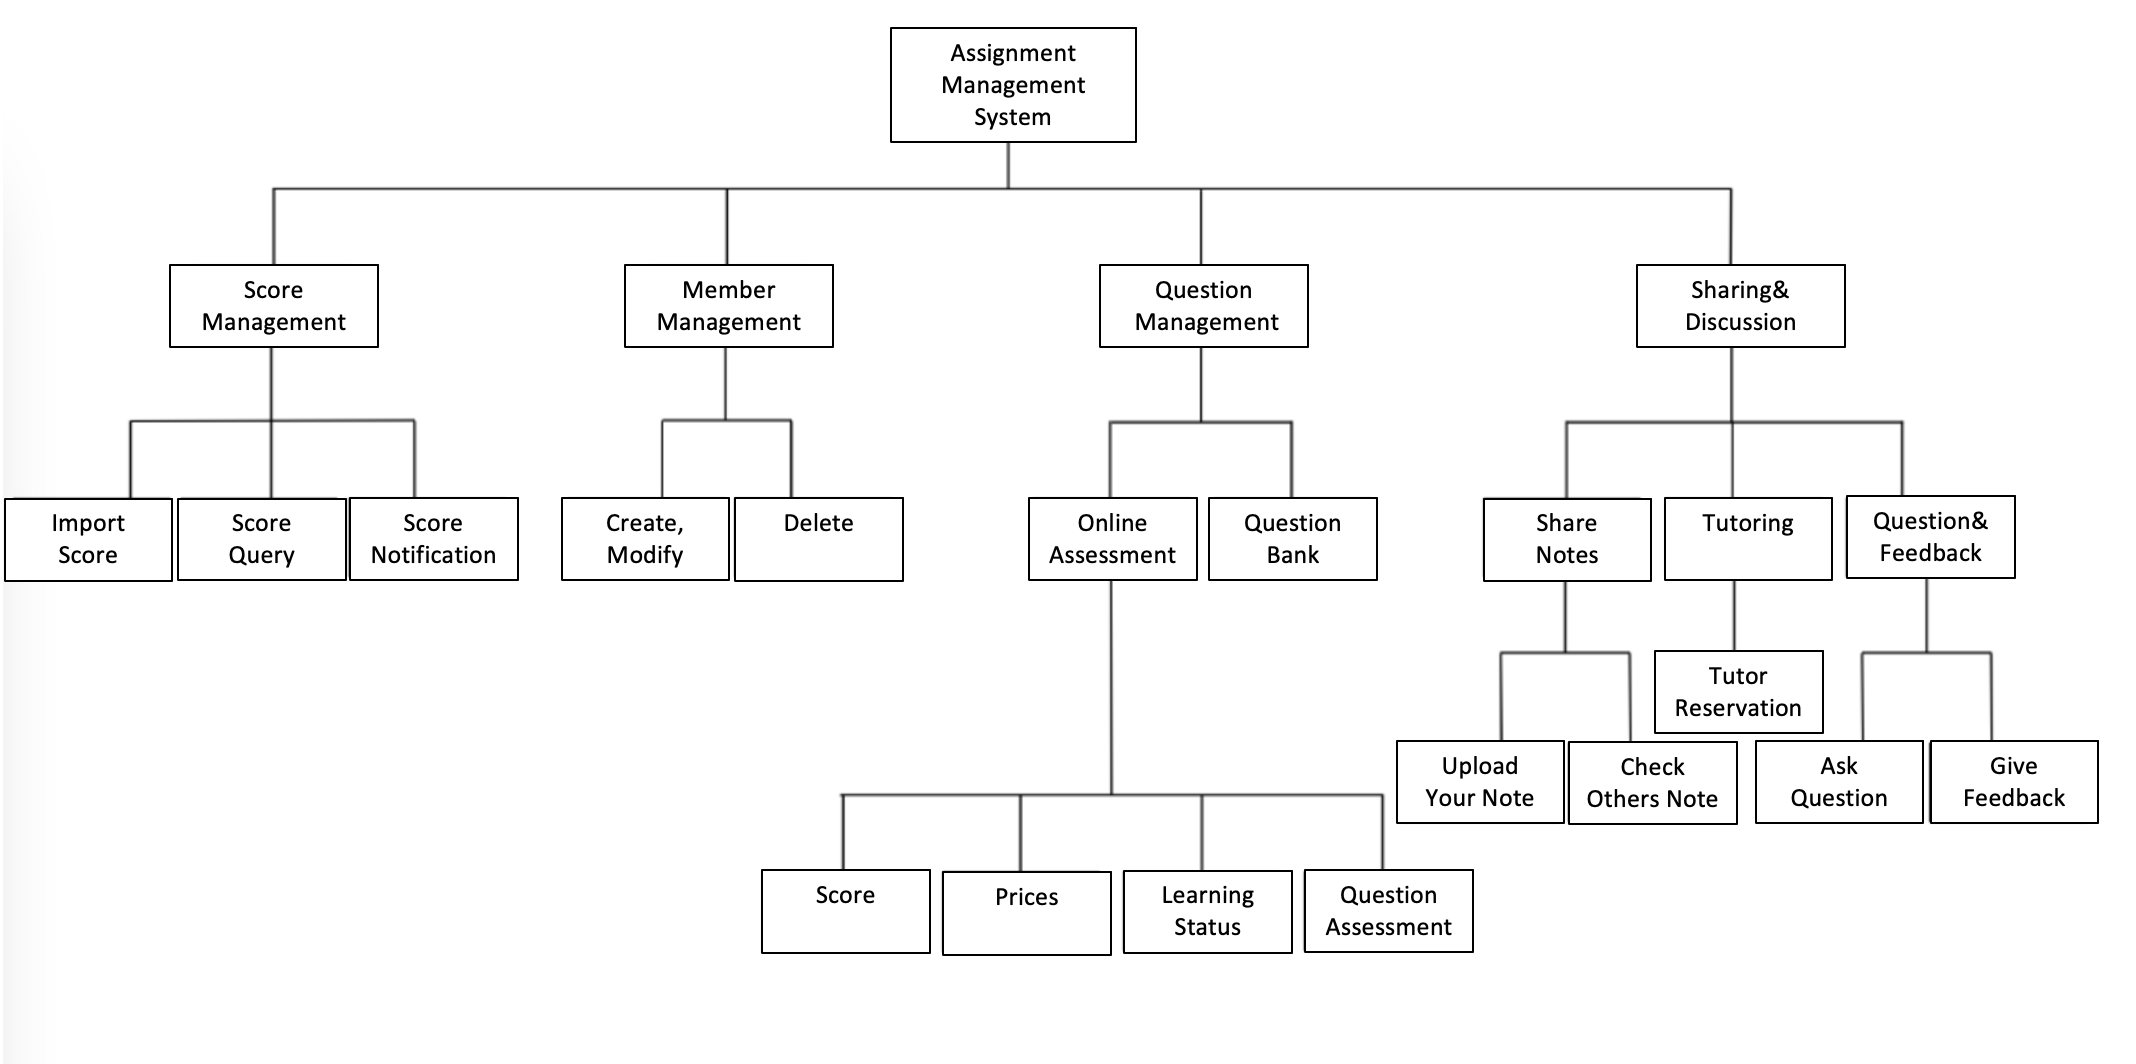 Assignment
Management
System
Score
Management
Member
Management
Question
Management
Sharing&
Discussion
Import
Score
Score
Query
Score
Notification
Create,
Modify
Delete
Online
Assessment
Question
Bank
Share
Notes
Tutoring
Question&
Feedback
Tutor
Reservation
Upload
Your Note
Check
Others Note
Ask
Question
Give
Feedback
Score
Prices
Learning
Status
Question
Assessment